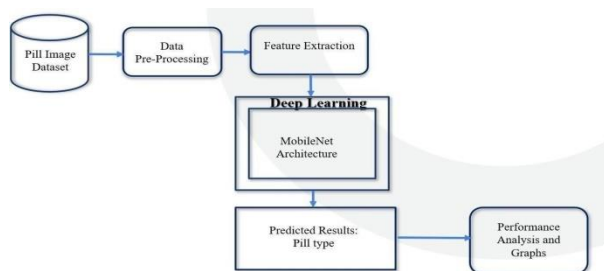 Pill Image
Dataset
Data
Pre-Processing
Feature Extraction
Deep Learning
MobileNet
Architecture
Predicted Results:
Pill type
Performance
Analysis and
Graphs